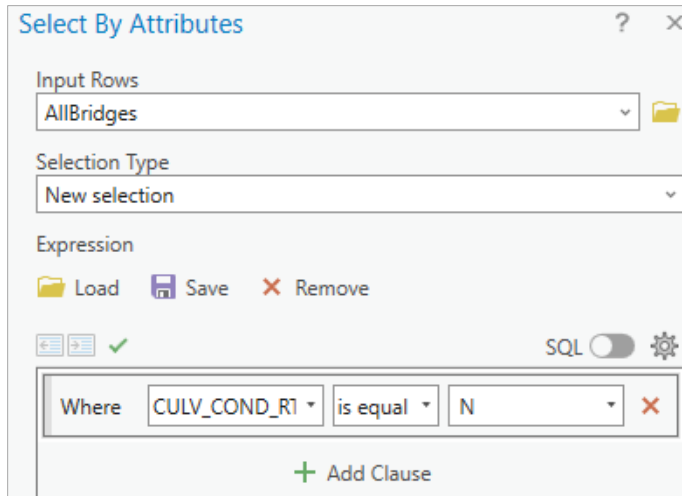 Select By Attributes ? ×
Input Rows
AllBridges
Selection Type
New selection
Expression
Load Save Remove
SQL
Where CULV_COND_RT is equal N
Add Clause